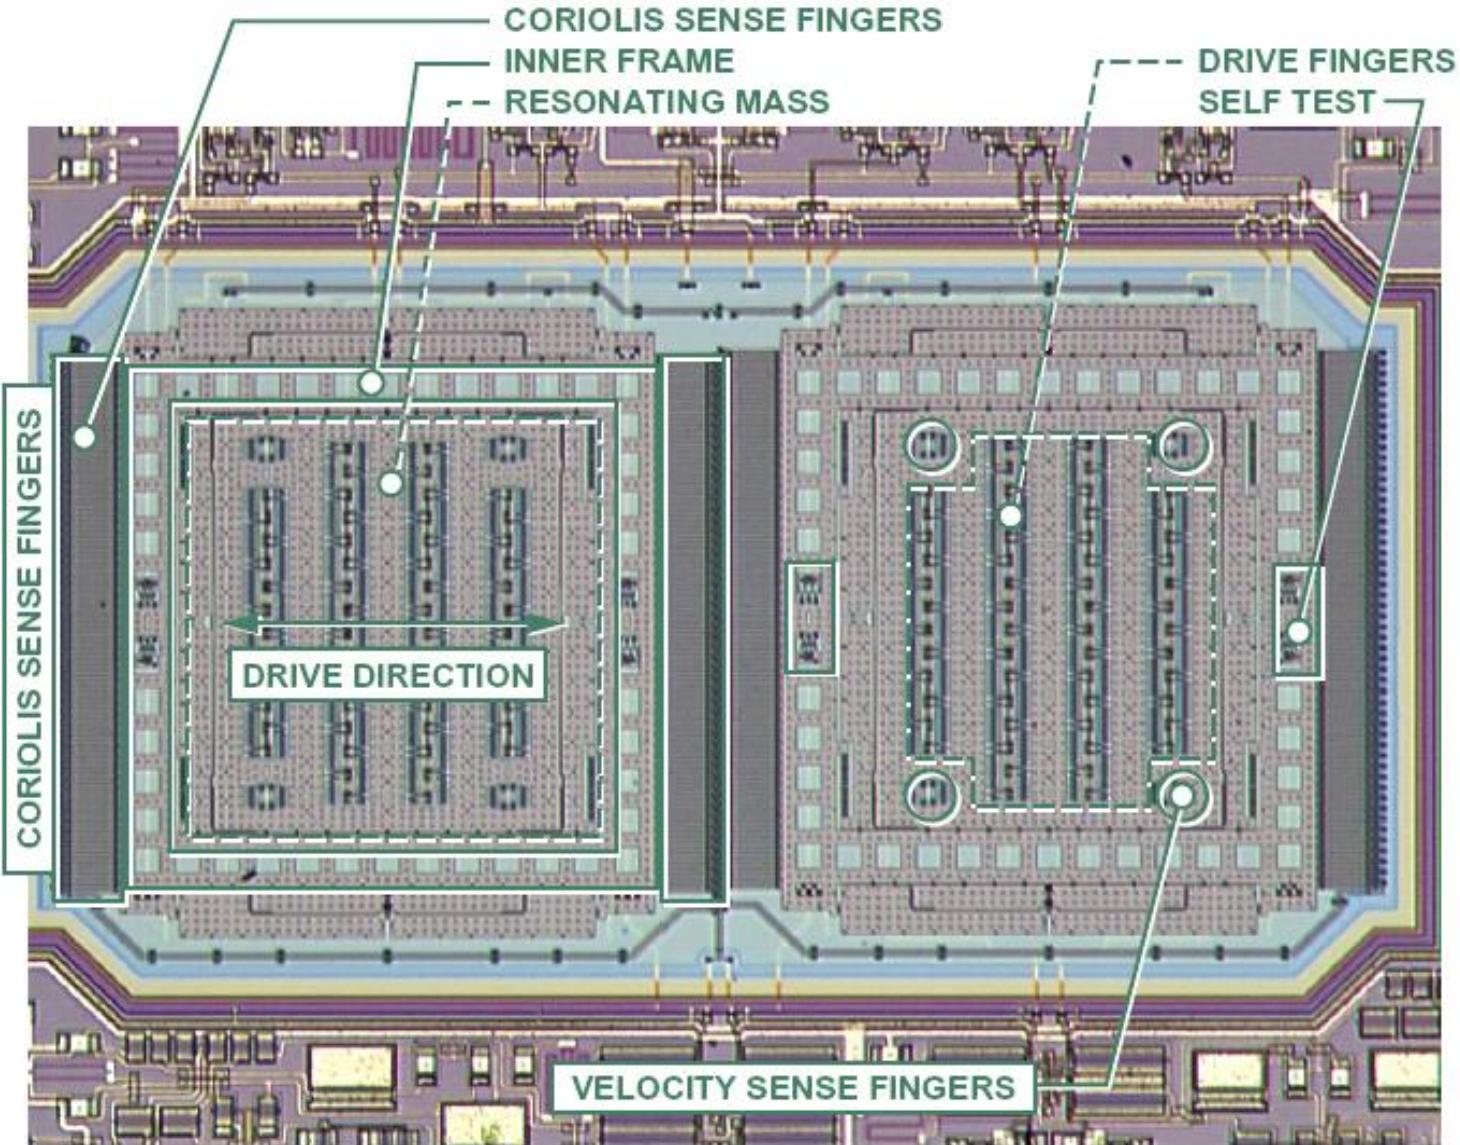 CORIOLIS SENSE FINGERS
INNER FRAME
RESONATING MASS
DRIVE FINGERS
SELF TEST
CORIOLIS SENSE FINGERS
DRIVE DIRECTION
VELOCITY SENSE FINGERS